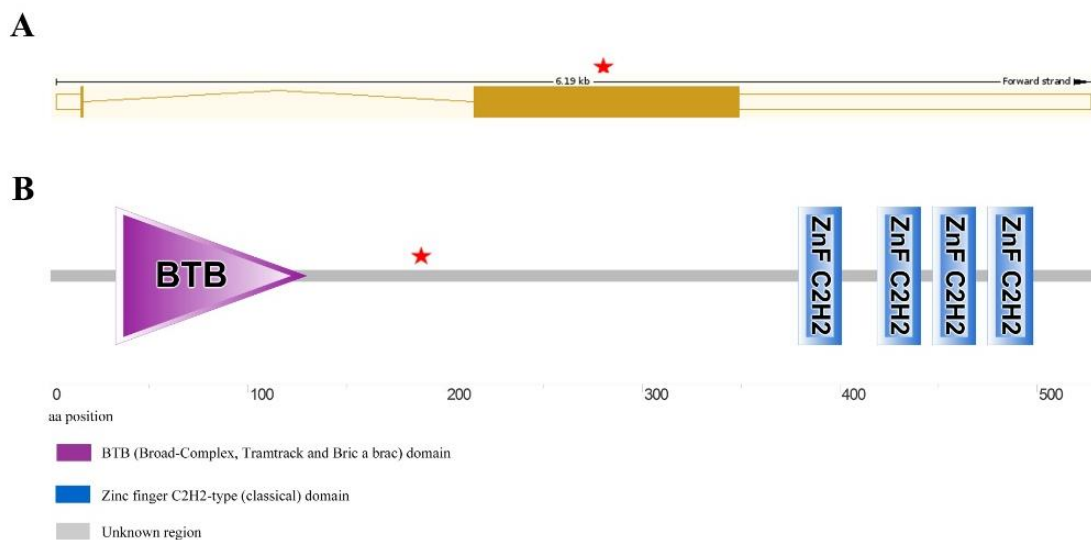 A
6.19 kb
Forward strand
B
BTB
ZnF C2H2
ZnF C2H2
ZnF C2H2
ZnF C2H2
0 100 200 300 400 500
aa position
BTB (Broad-Complex, Tramtrack and Bric a brac) domain
Zinc finger C2H2-type (classical) domain
Unknown region